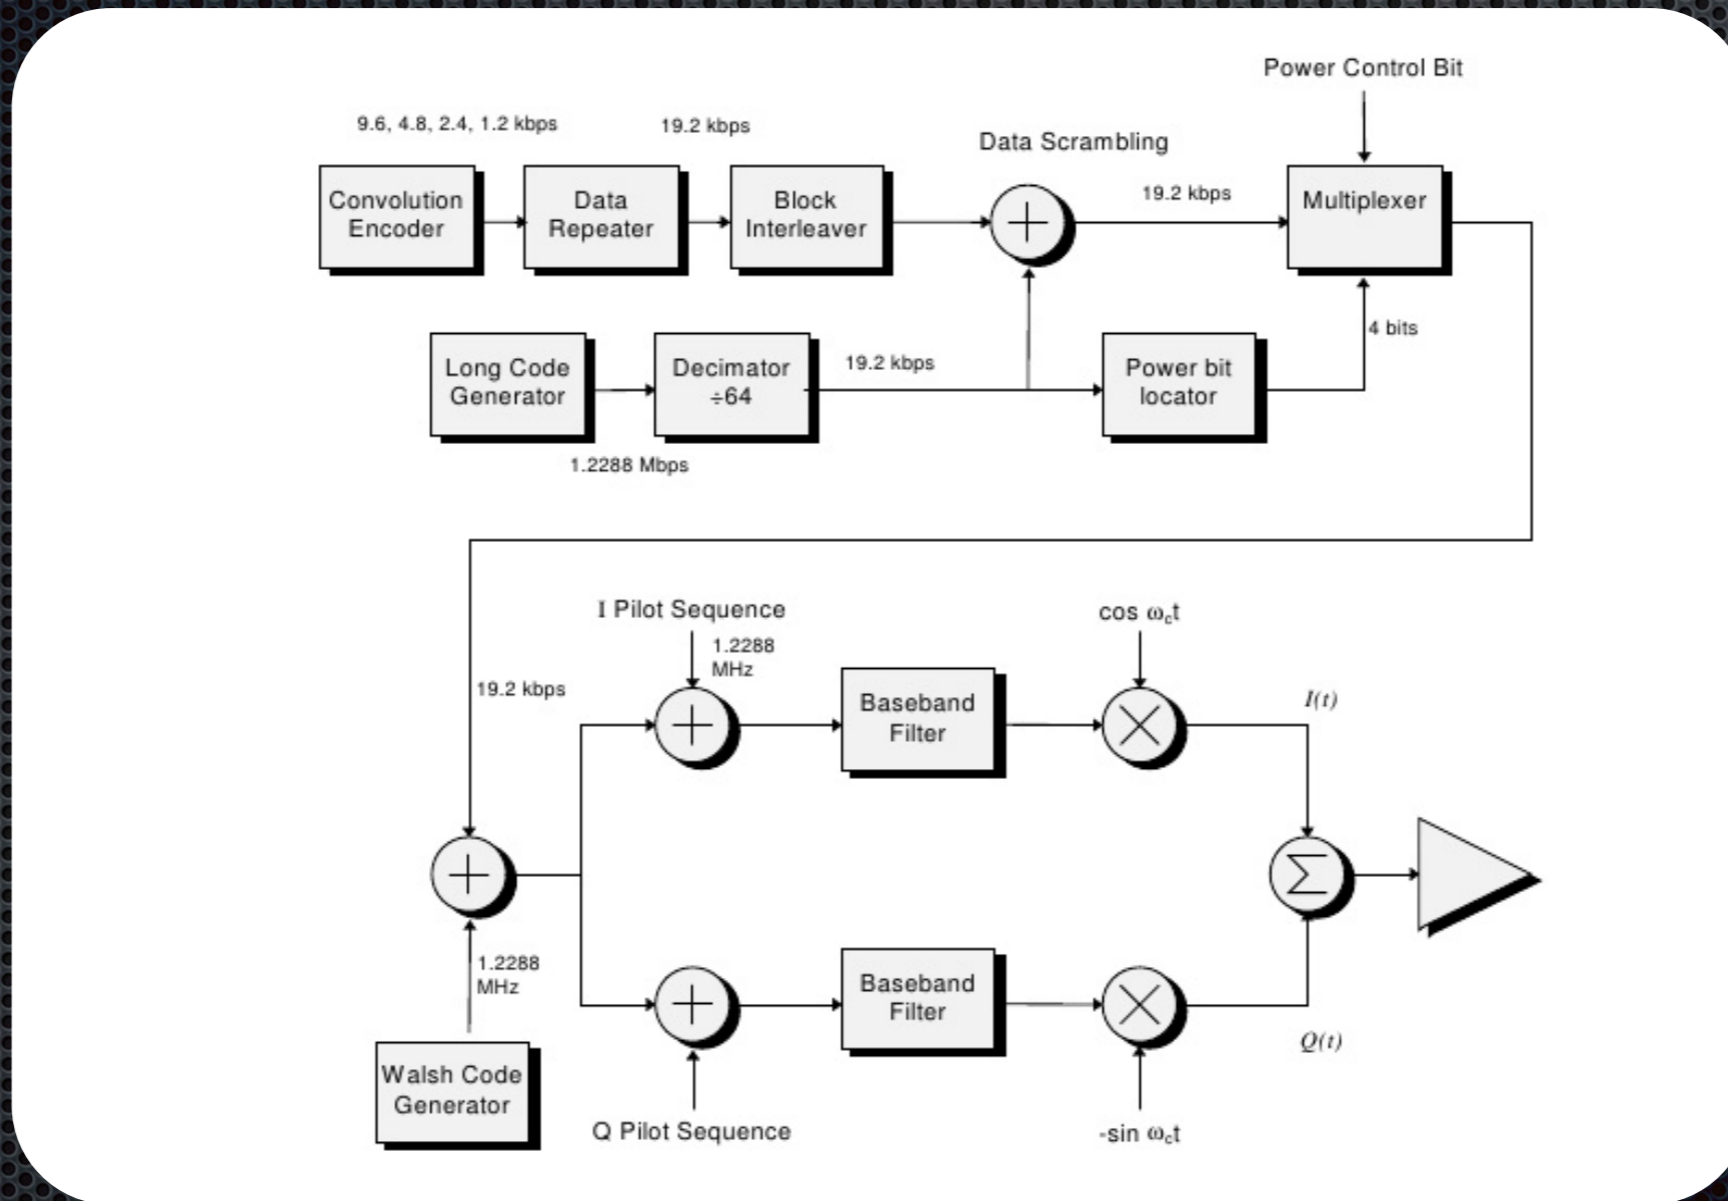 Power Control Bit
9.6, 4.8, 2.4, 1.2 kbps
19.2 kbps
Data Scrambling
Convolution
Encoder
Data
Repeater
Block
Interleaver
+
19.2 kbps
Multiplexer
Long Code
Generator
Decimator
÷64
19.2 kbps
Power bit
locator
4 bits
1.2288 Mbps
I Pilot Sequence
1.2288
MHz
cos ω꜀t
19.2 kbps
+
Baseband
Filter
×
I(t)
+
Σ
1.2288
MHz
+
Baseband
Filter
×
Q(t)
Walsh Code
Generator
Q Pilot Sequence
-sin ω꜀t